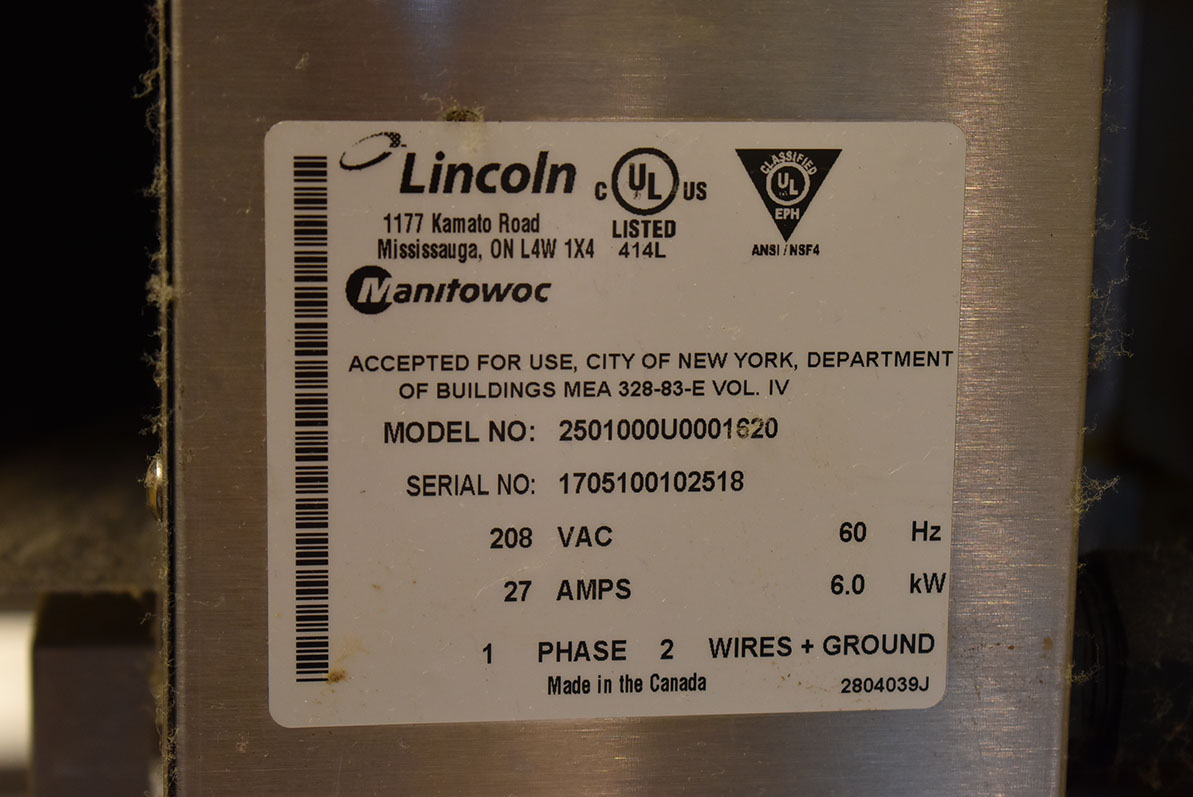 Lincoln
1177 Kamato Road
Mississauga, ON L4W 1X4
C UL US
LISTED
414L
CLASSIFIED
UL
EPH
ANSI / NSF4
Manitowoc
ACCEPTED FOR USE, CITY OF NEW YORK, DEPARTMENT
OF BUILDINGS MEA 328-83-E VOL. IV
MODEL NO: 2501000U0001620
SERIAL NO: 1705100102518
208 VAC 60 Hz
27 AMPS 6.0 kW
1 PHASE 2 WIRES + GROUND
Made in the Canada 2804039J